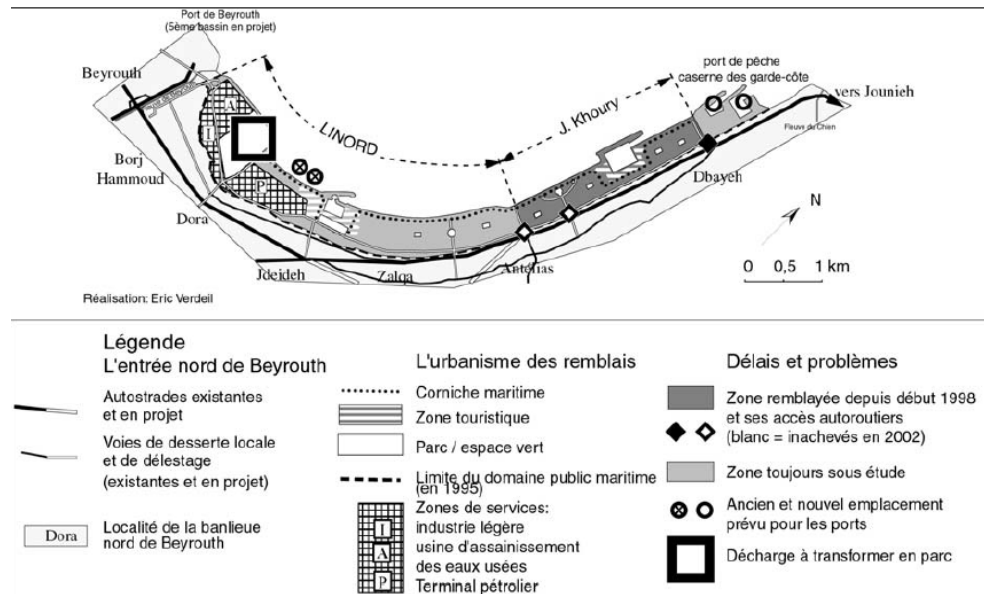 Port de Beyrouth
(5ème bassin en projet)
Beyrouth
port de pêche
caserne des garde-côte
vers Jounieh
Fleuve du Chien
LINORD
J. Khoury
A
I
P
Borj
Hammoud
Dora
Jdeideh
Zalqa
Antélias
Dbayeh
N
0 0,5 1 km
Réalisation: Eric Verdeil
Légende
L'entrée nord de Beyrouth
Autostrades existantes
et en projet
Voies de desserte locale
et de délestage
(existantes et en projet)
Dora
Localité de la banlieue
nord de Beyrouth
L'urbanisme des remblais
Corniche maritime
Zone touristique
Parc / espace vert
Limite du domaine public maritime
(en 1995)
Zones de services:
I industrie légère
A usine d'assainissement
des eaux usées
P Terminal pétrolier
Délais et problèmes
Zone remblayée depuis début 1998
et ses accès autoroutiers
(blanc = inachevés en 2002)
Zone toujours sous étude
Ancien et nouvel emplacement
prévu pour les ports
Décharge à transformer en parc